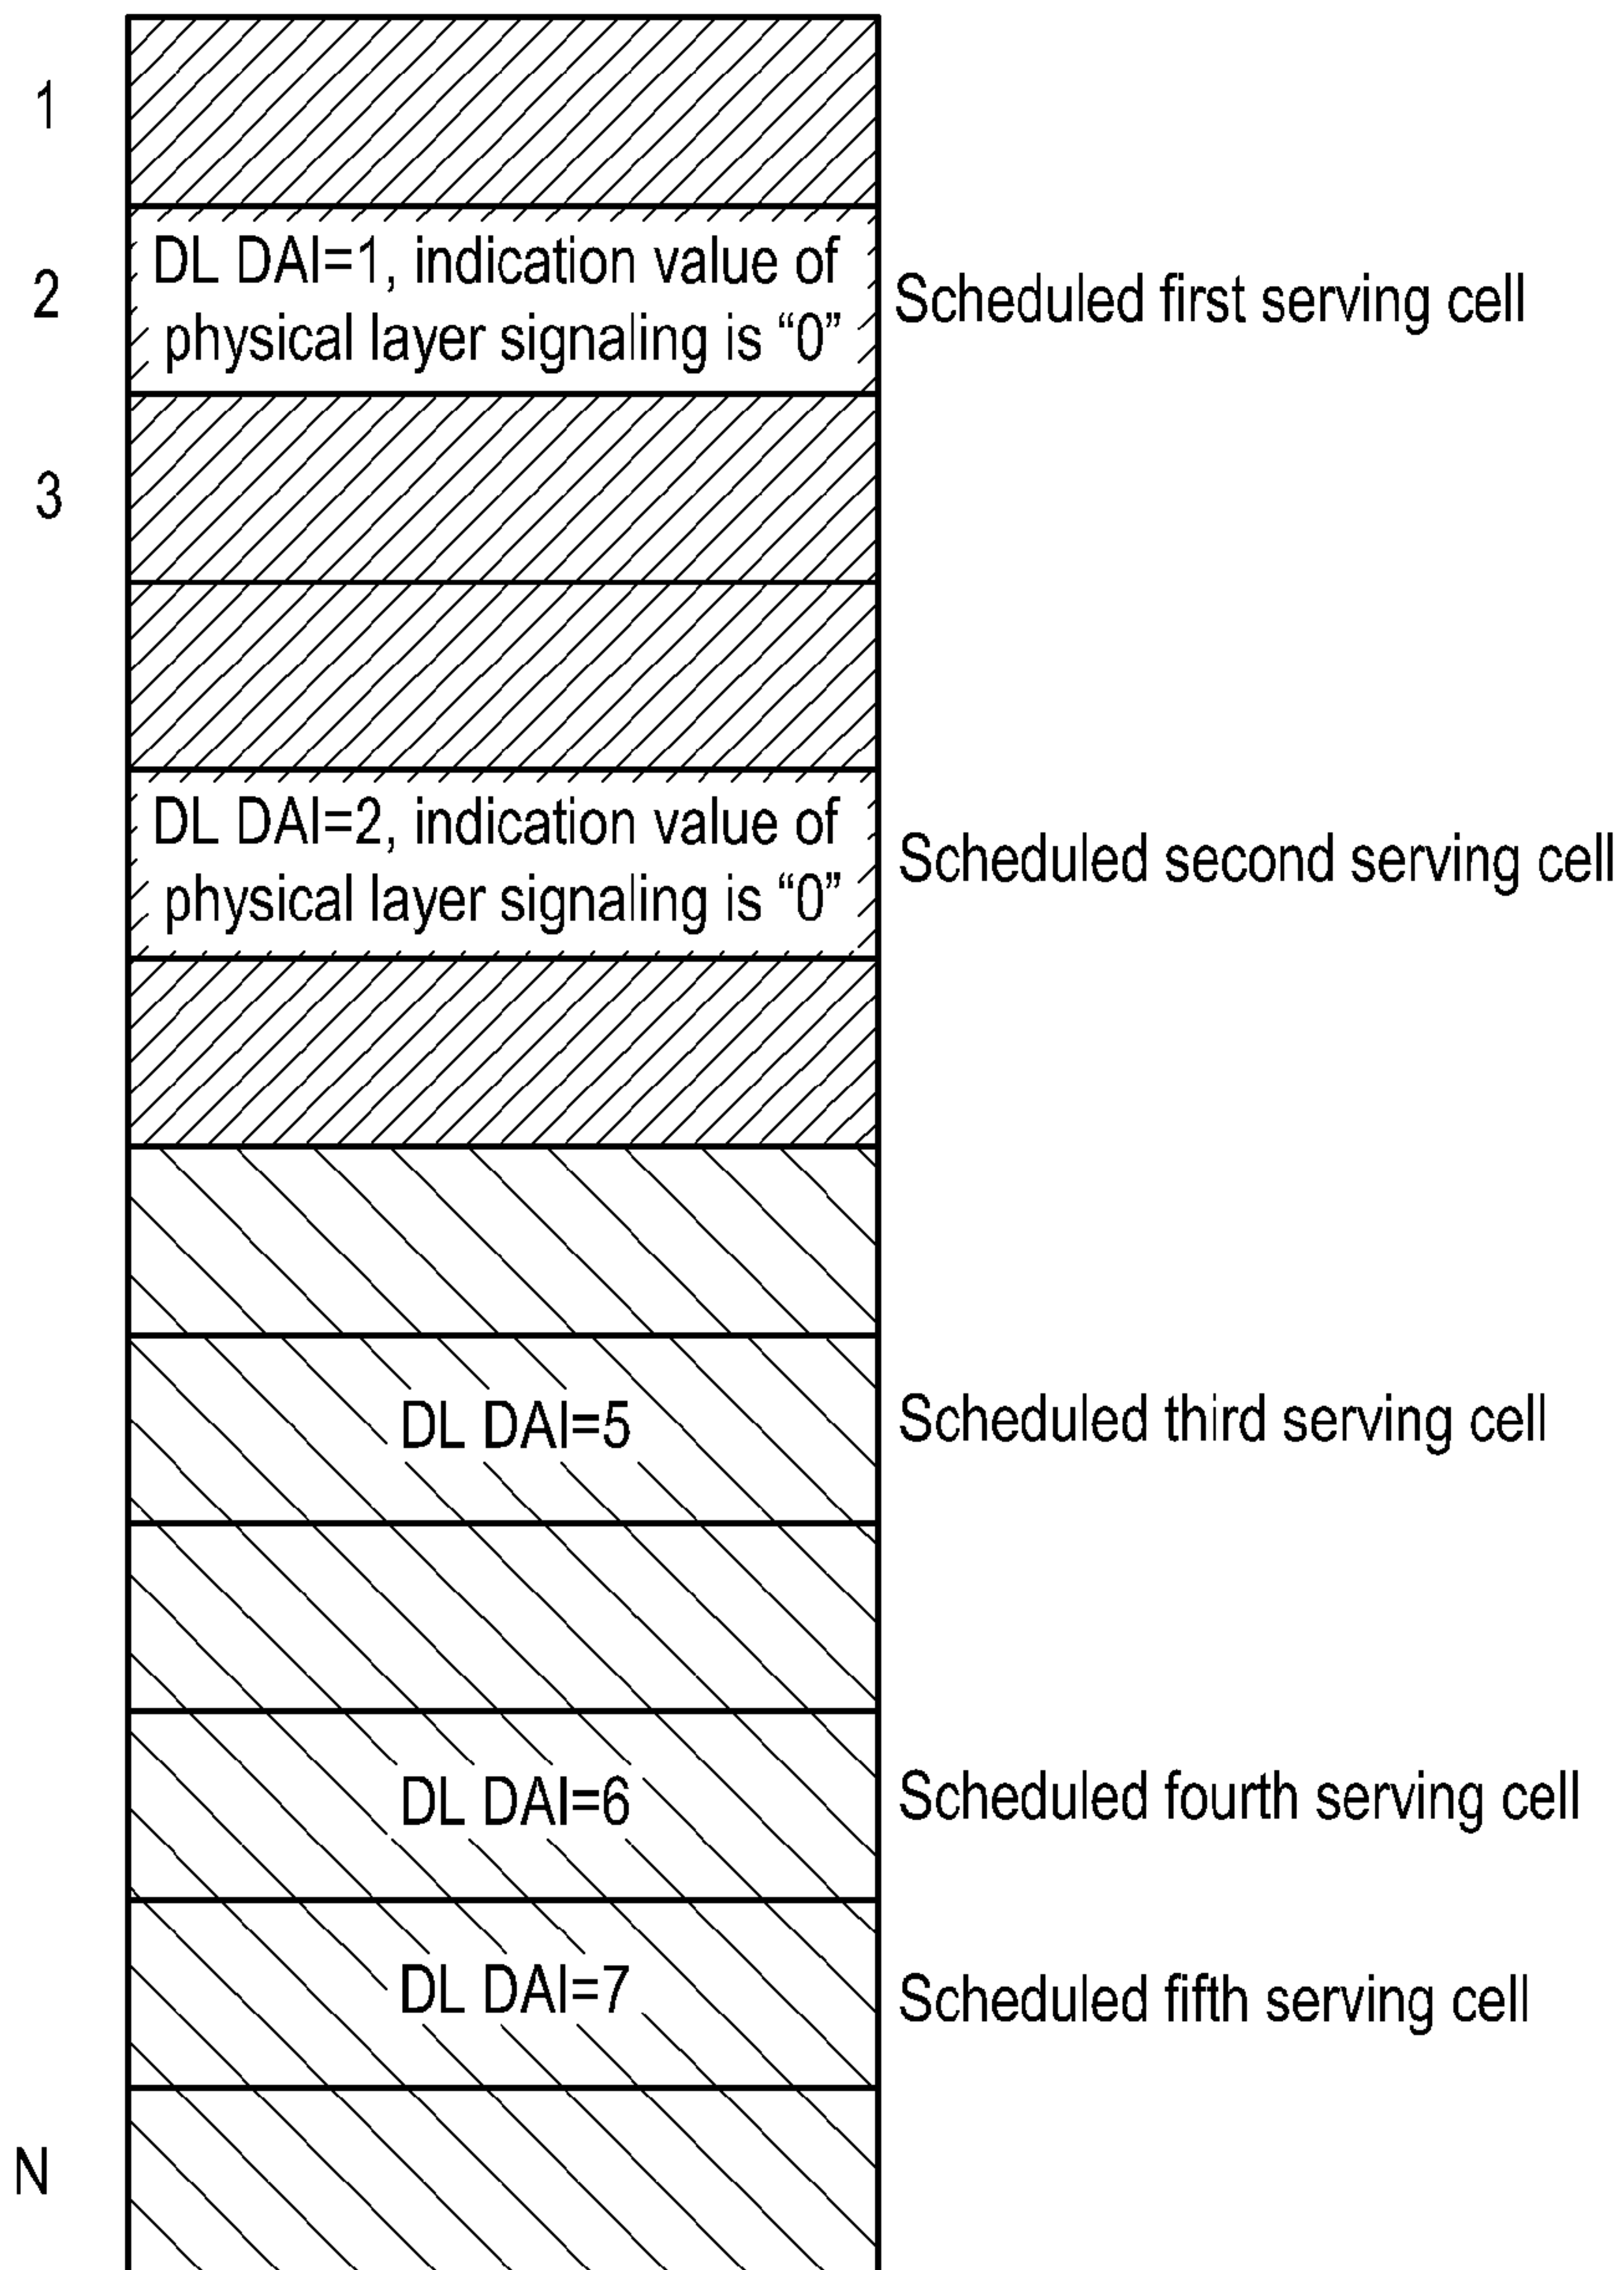 1
2
DL DAI=1, indication value of
physical layer signaling is “0”
Scheduled first serving cell
3
DL DAI=2, indication value of
physical layer signaling is “0”
Scheduled second serving cell
DL DAI=5
Scheduled third serving cell
DL DAI=6
Scheduled fourth serving cell
DL DAI=7
Scheduled fifth serving cell
N